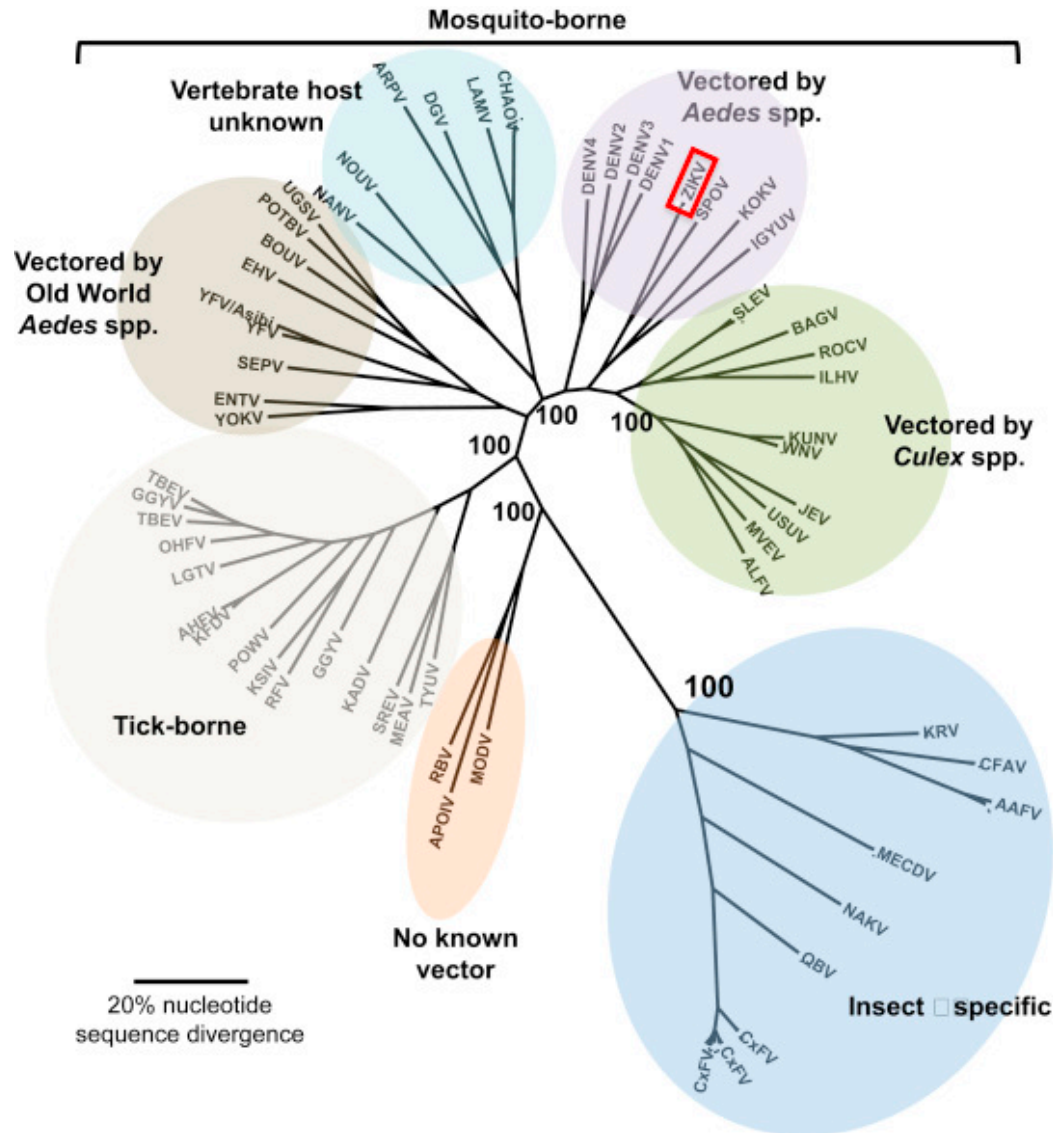 Mosquito-borne
Vertebrate host
unknown
ARPV
DGV
LAMV
CHAOV
NOUV
NANV
Vectored by
Aedes spp.
DENV4
DENV2
DENV3
DENV1
ZIKV
SPOV
KOKV
IGYUV
Vectored by
Old World
Aedes spp.
UGSV
POTBV
BOUV
EHV
YFV/Asibi
YFV
SEPV
ENTV
YOKV
SLEV
BAGV
ROCV
ILHV
KUNV
WNV
JEV
USUV
MVEV
ALFV
Vectored by
Culex spp.
100
100
100
100
100
TBEV
GGYV
TBEV
OHFV
LGTV
AHFV
KFDV
POWV
KSIV
RFV
GGYV
KADV
SREV
MEAV
TYUV
Tick-borne
RBV
APOIV
MODV
No known
vector
KRV
CFAV
AAFV
MECDV
NAKV
QBV
CxFV
CxFV
CxFV
Insect □specific
20% nucleotide
sequence divergence